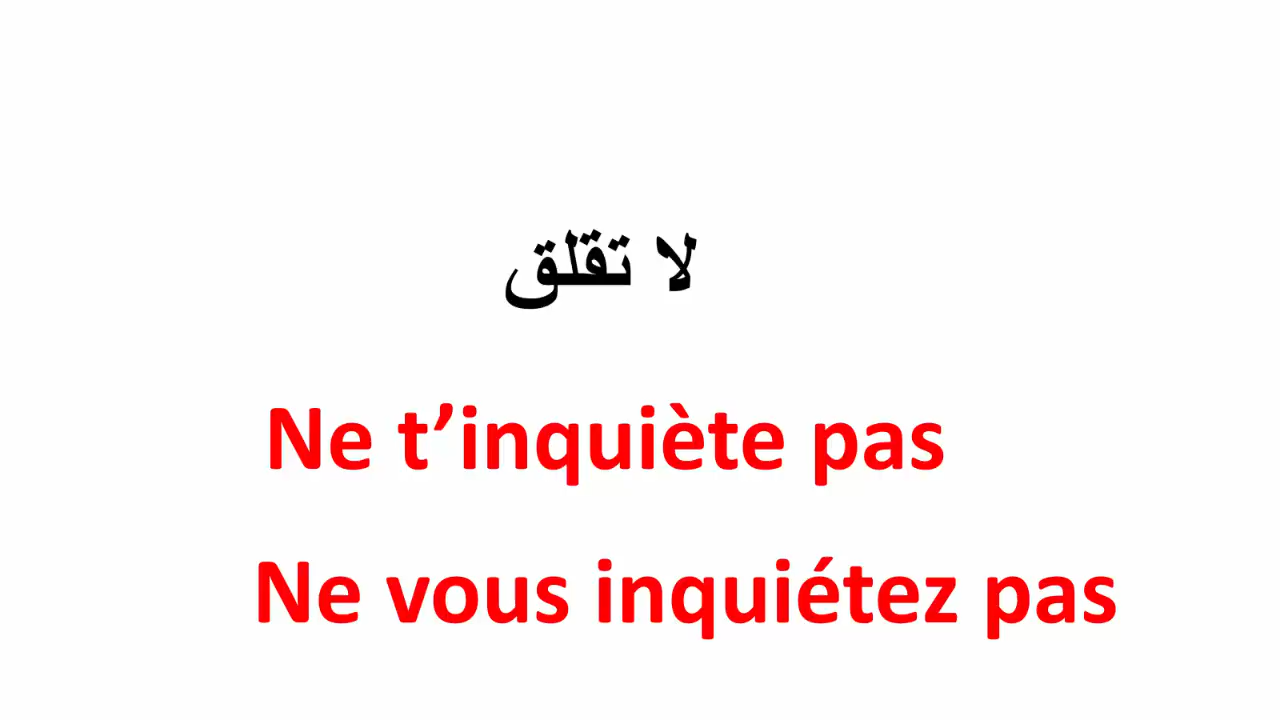 لا تقلق
Ne t’inquiète pas
Ne vous inquiétez pas